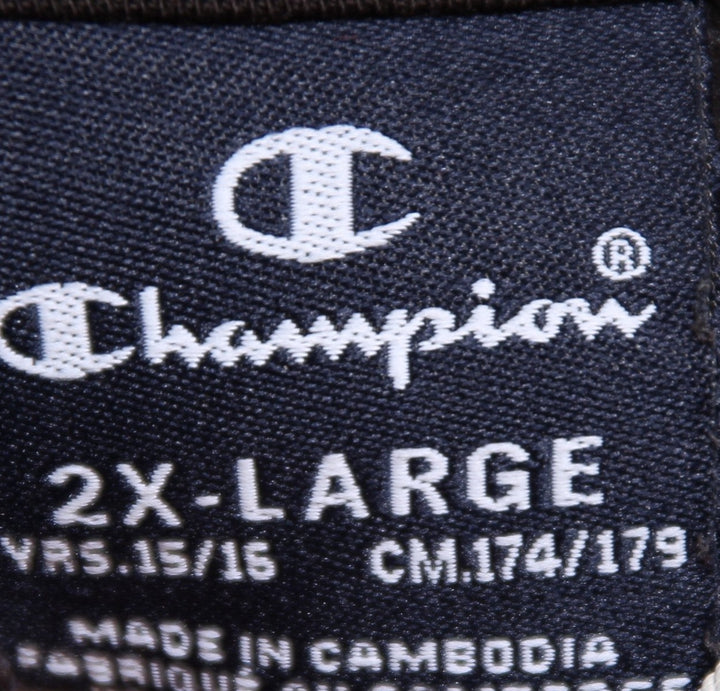 C
Champion®
2X-LARGE
YRS.15/16 CM.174/179
MADE IN CAMBODIA